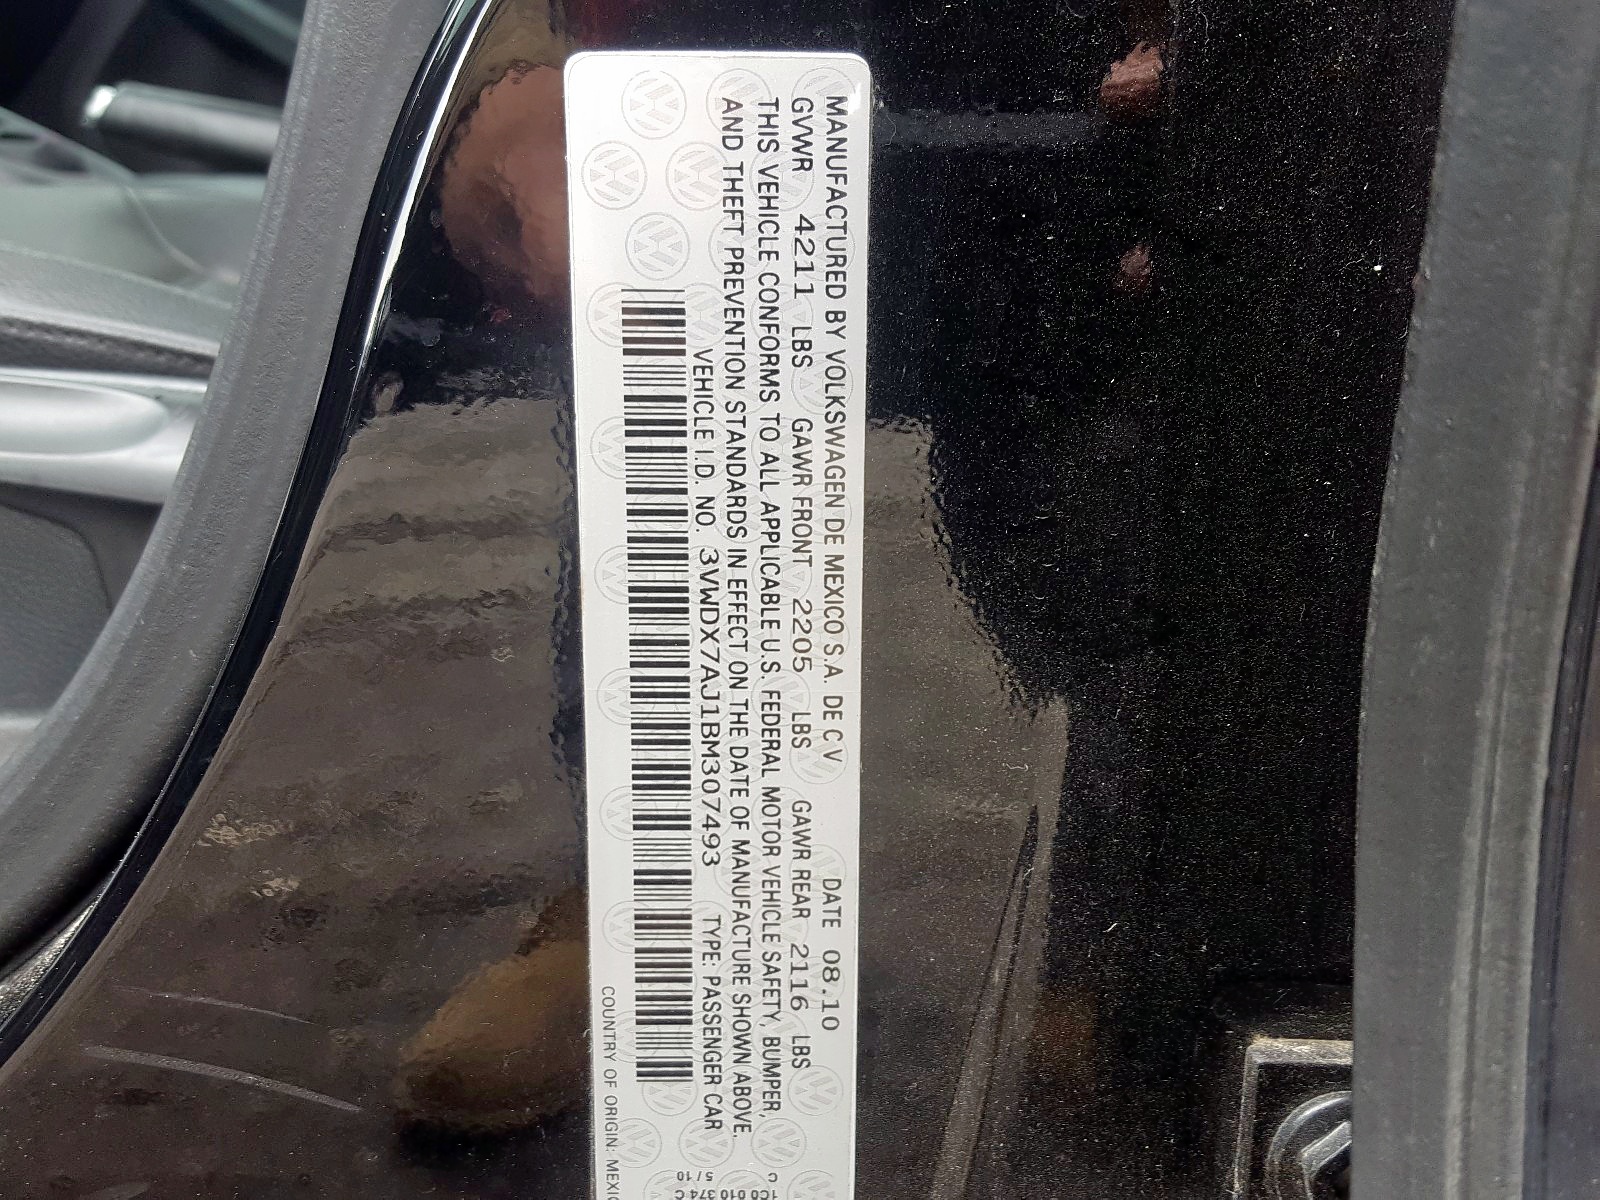 MANUFACTURED BY VOLKSWAGEN DE MEXICO S.A. DE C V DATE 08.10
GVWR 4211 LBS GAWR FRONT 2205 LBS GAWR REAR 2116 LBS
THIS VEHICLE CONFORMS TO ALL APPLICABLE U.S. FEDERAL MOTOR VEHICLE SAFETY, BUMPER,
AND THEFT PREVENTION STANDARDS IN EFFECT ON THE DATE OF MANUFACTURE SHOWN ABOVE.
VEHICLE I.D. NO. 3VWDX7AJ1BM307493 TYPE: PASSENGER CAR
COUNTRY OF ORIGIN:
5/10